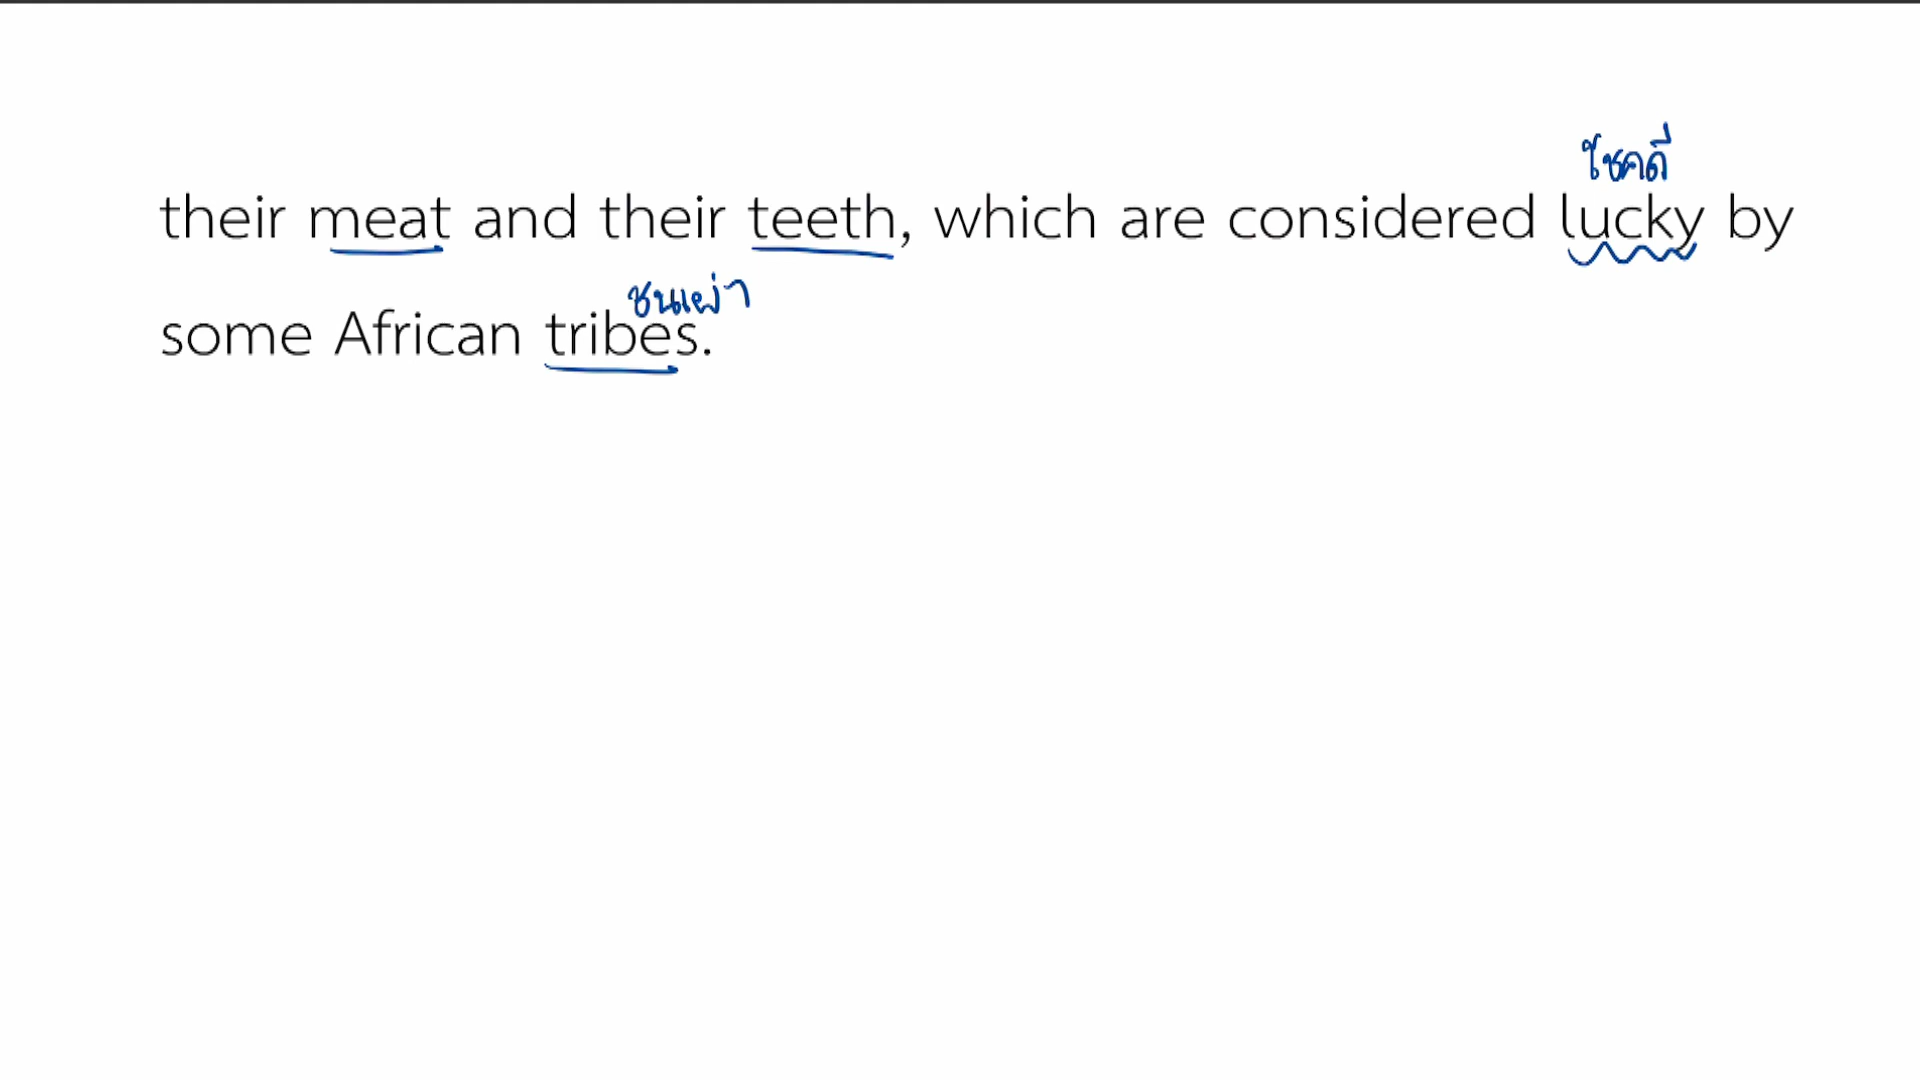 โชคดี
their meat and their teeth, which are considered lucky by
ชนเผ่า
some African tribes.